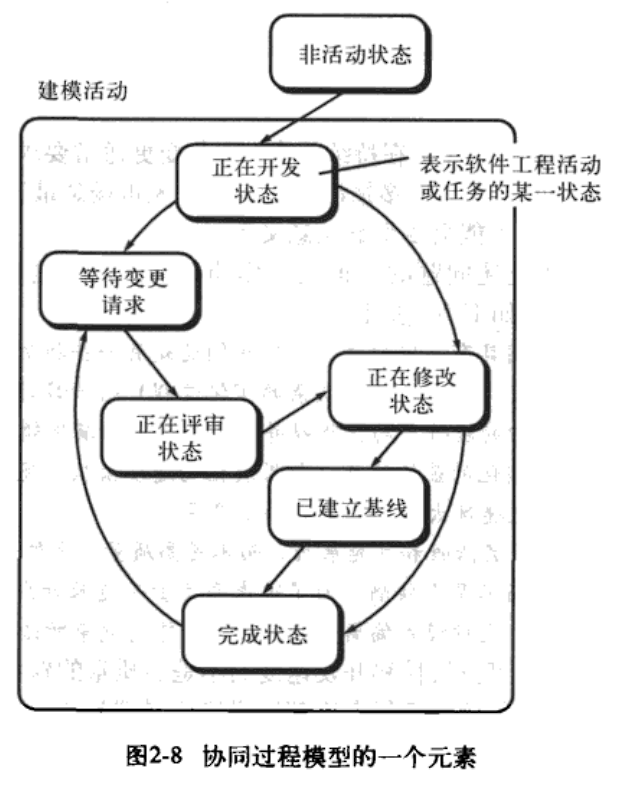 非活动状态
建模活动
正在开发
状态
表示软件工程活动
或任务的某一状态
等待变更
请求
正在修改
状态
正在评审
状态
已建立基线
完成状态
图2-8 协同过程模型的一个元素